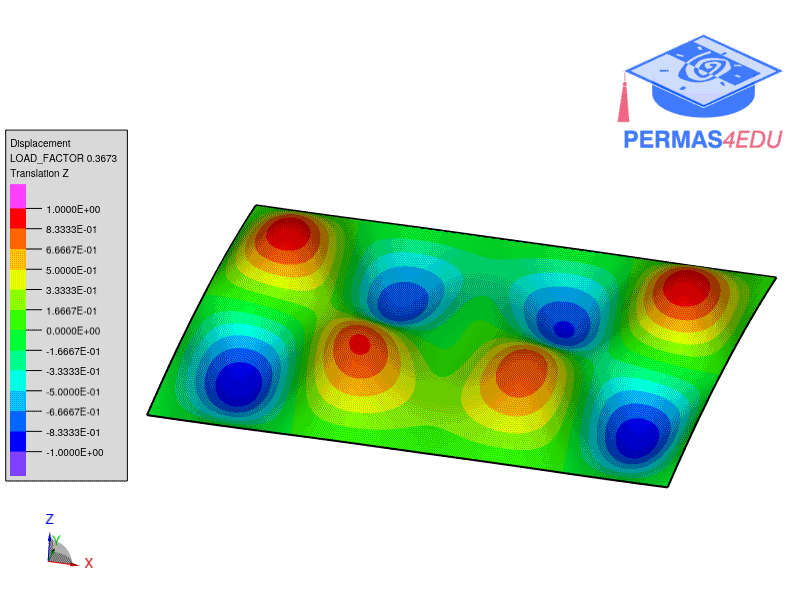 PERMAS4EDU
Displacement
LOAD_FACTOR 0.3673
Translation Z
1.0000E+00
8.3333E-01
6.6667E-01
5.0000E-01
3.3333E-01
1.6667E-01
0.0000E+00
-1.6667E-01
-3.3333E-01
-5.0000E-01
-6.6667E-01
-8.3333E-01
-1.0000E+00
Z
Y
X